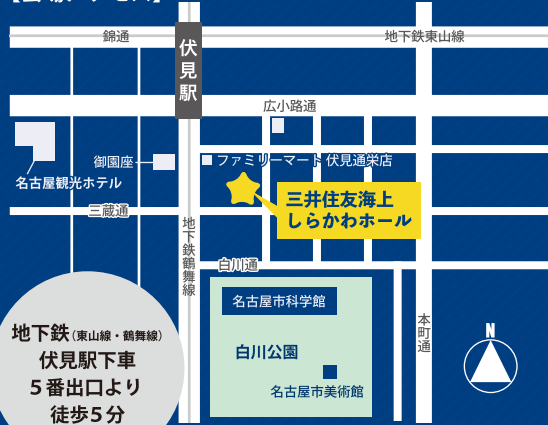 錦通
地下鉄東山線
伏見駅
広小路通
御園座
ファミリーマート 伏見通栄店
名古屋観光ホテル
三井住友海上
しらかわホール
三蔵通
地下鉄鶴舞線
白川通
名古屋市科学館
白川公園
名古屋市美術館
本町通
N
地下鉄(東山線・鶴舞線)
伏見駅下車
5番出口より
徒歩5分